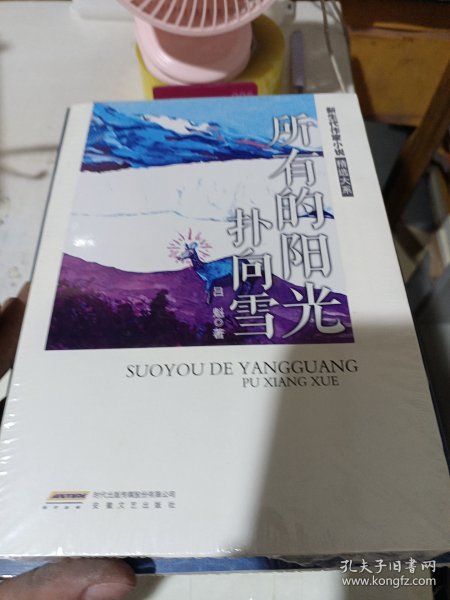 新生代作家小说精选大系
所有的阳光
扑向雪
吕魁◎著
SUOYOU DE YANGGUANG
PU XIANG XUE
时代出版传媒股份有限公司
安徽文艺出版社
孔夫子旧书网
www.kongfz.com